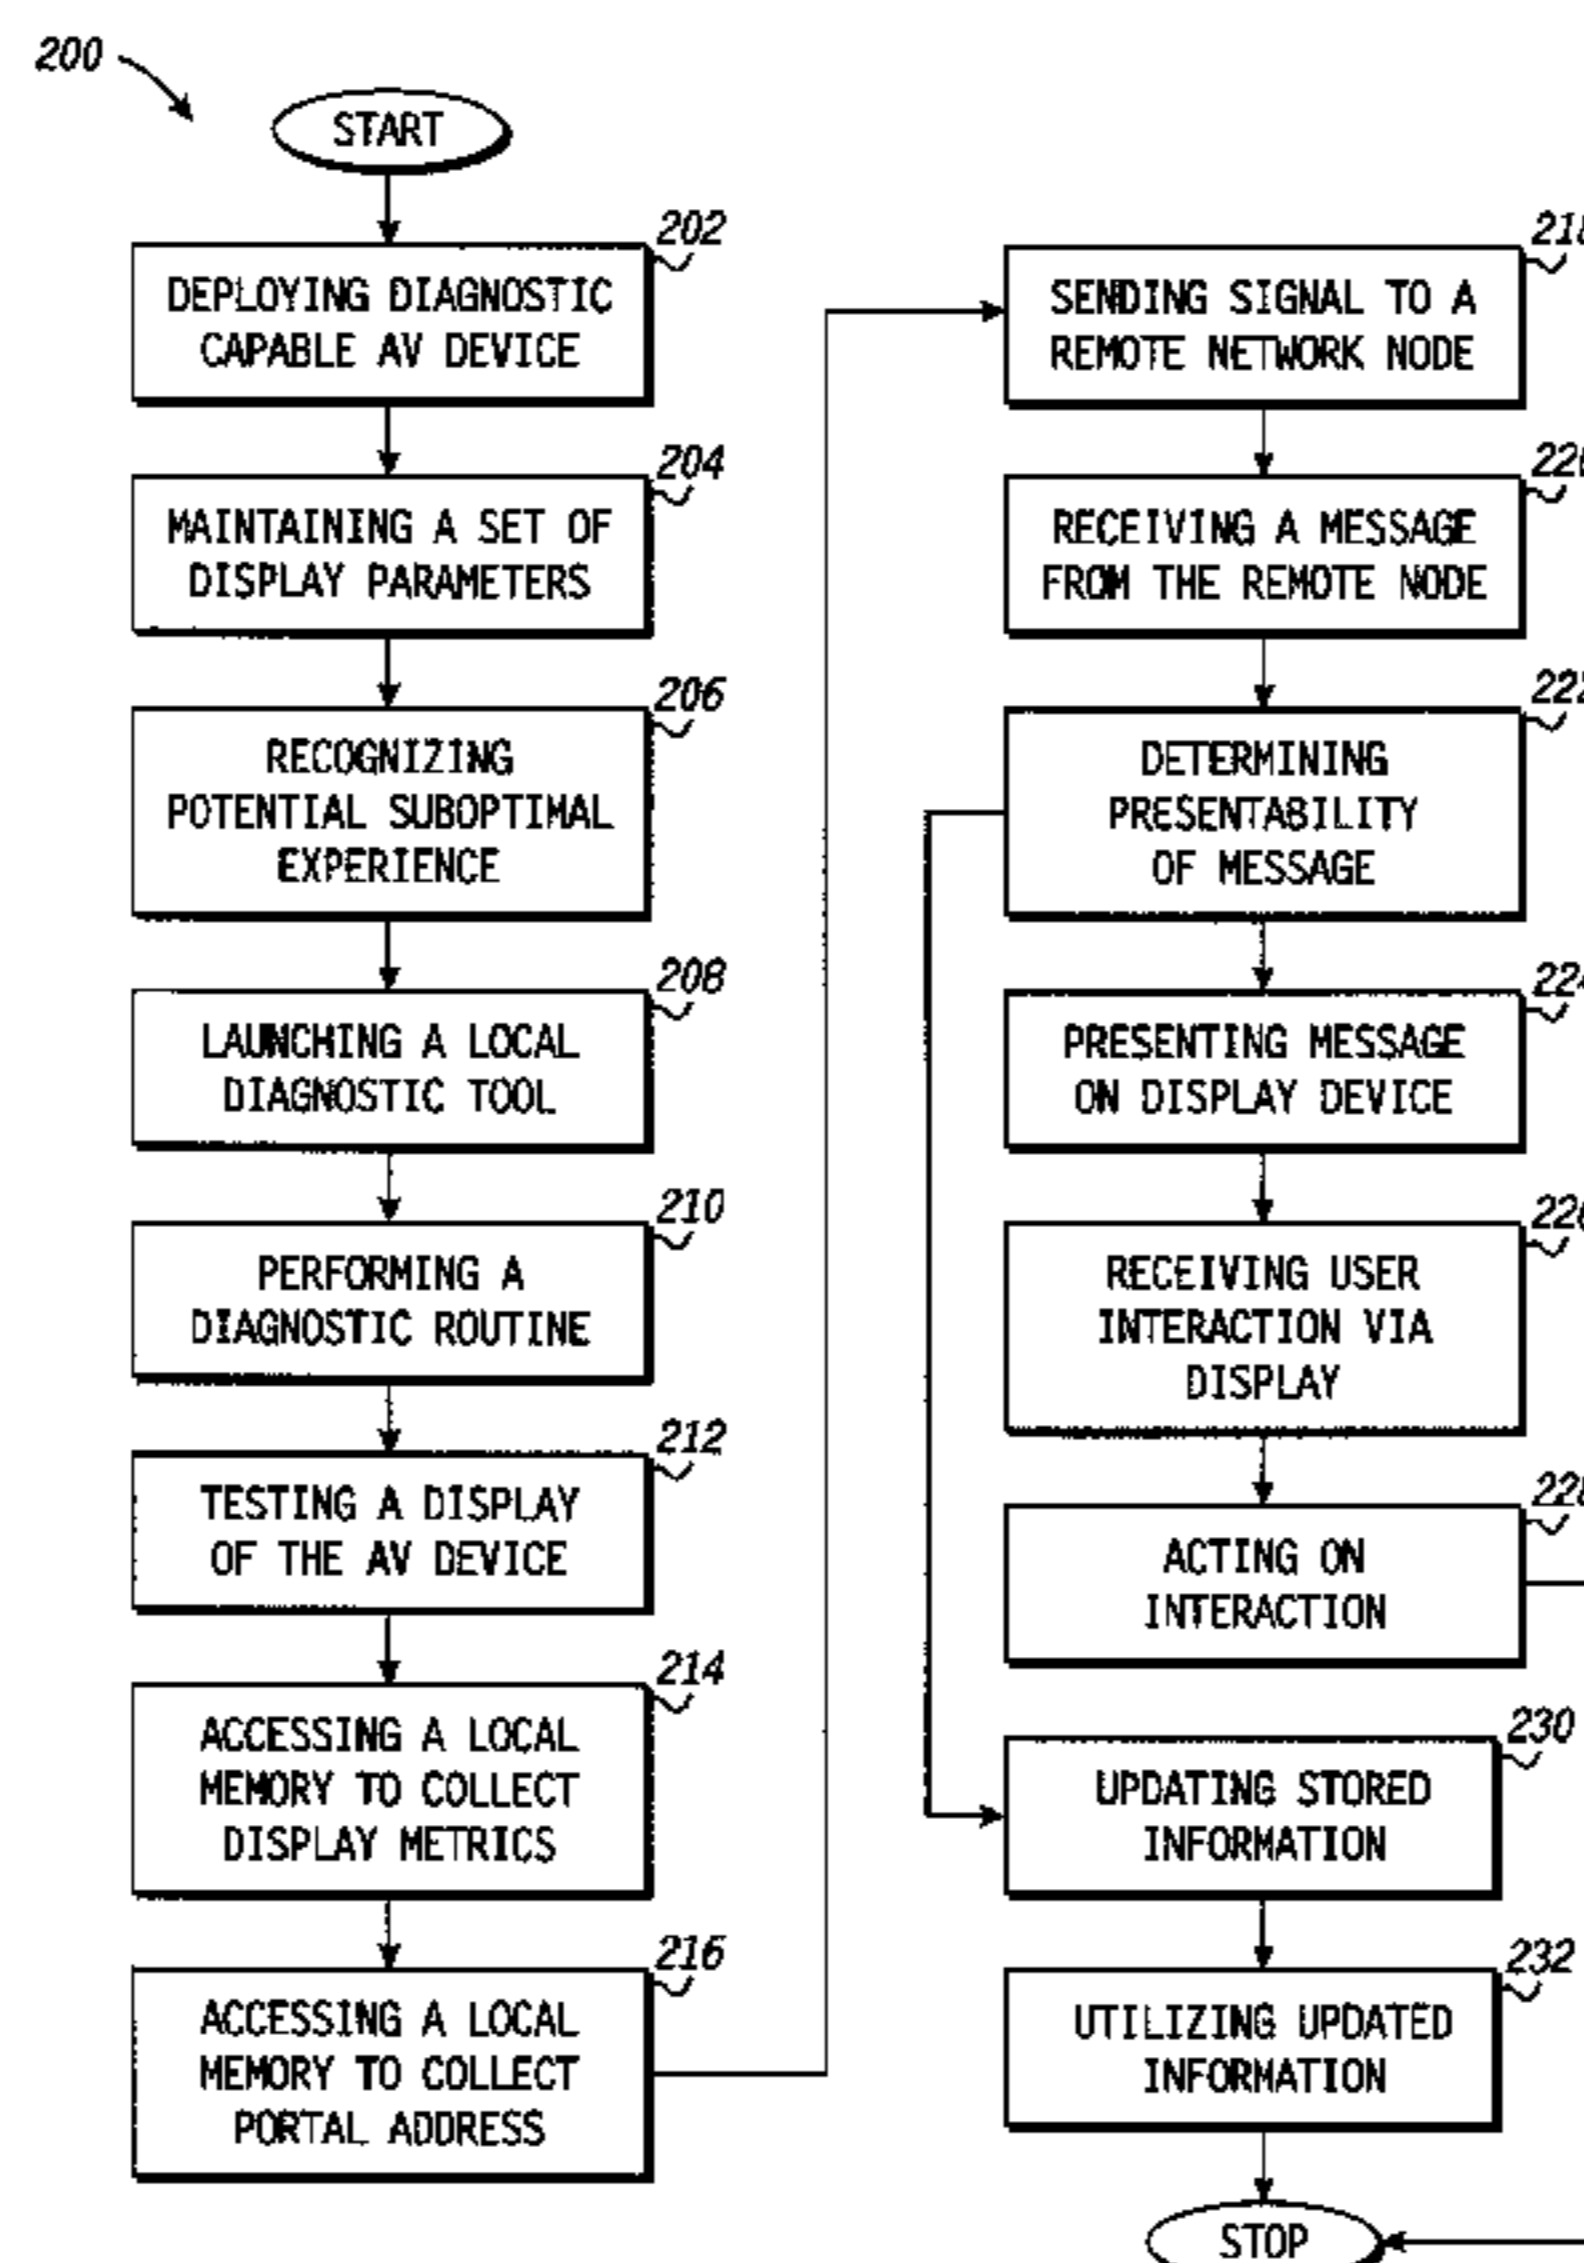 200
START
202
DEPLOYING DIAGNOSTIC
CAPABLE AV DEVICE
204
MAINTAINING A SET OF
DISPLAY PARAMETERS
206
RECOGNIZING
POTENTIAL SUBOPTIMAL
EXPERIENCE
208
LAUNCHING A LOCAL
DIAGNOSTIC TOOL
210
PERFORMING A
DIAGNOSTIC ROUTINE
212
TESTING A DISPLAY
OF THE AV DEVICE
214
ACCESSING A LOCAL
MEMORY TO COLLECT
DISPLAY METRICS
216
ACCESSING A LOCAL
MEMORY TO COLLECT
PORTAL ADDRESS
SENDING SIGNAL TO A
REMOTE NETWORK NODE
RECEIVING A MESSAGE
FROM THE REMOTE NODE
DETERMINING
PRESENTABILITY
OF MESSAGE
PRESENTING MESSAGE
ON DISPLAY DEVICE
RECEIVING USER
INTERACTION VIA
DISPLAY
ACTING ON
INTERACTION
230
UPDATING STORED
INFORMATION
232
UTILIZING UPDATED
INFORMATION
STOP